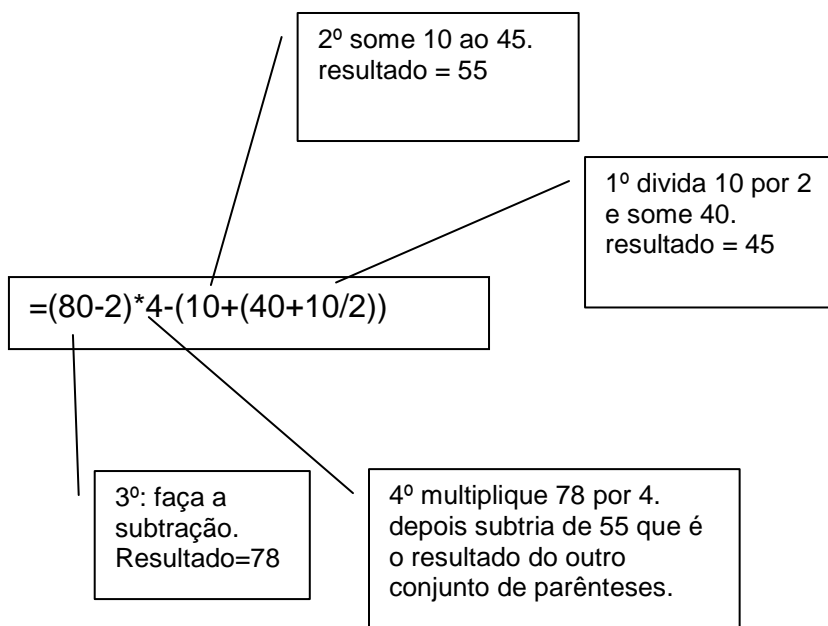 2º some 10 ao 45.
resultado = 55
1º divida 10 por 2
e some 40.
resultado = 45
=(80-2)*4-(10+(40+10/2))
3º: faça a
subtração.
Resultado=78
4º multiplique 78 por 4.
depois subtria de 55 que é
o resultado do outro
conjunto de parênteses.